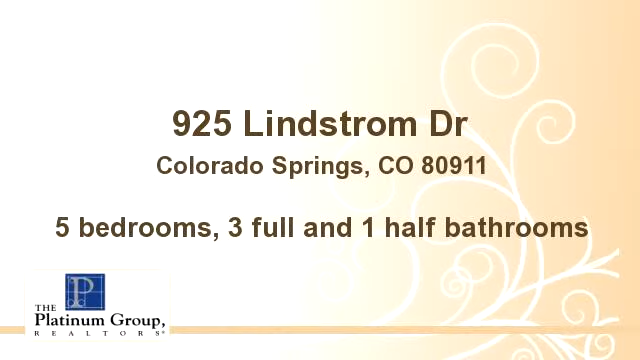 925 Lindstrom Dr
Colorado Springs, CO 80911
5 bedrooms, 3 full and 1 half bathrooms
P
THE
Platinum Group,
REALTORS®